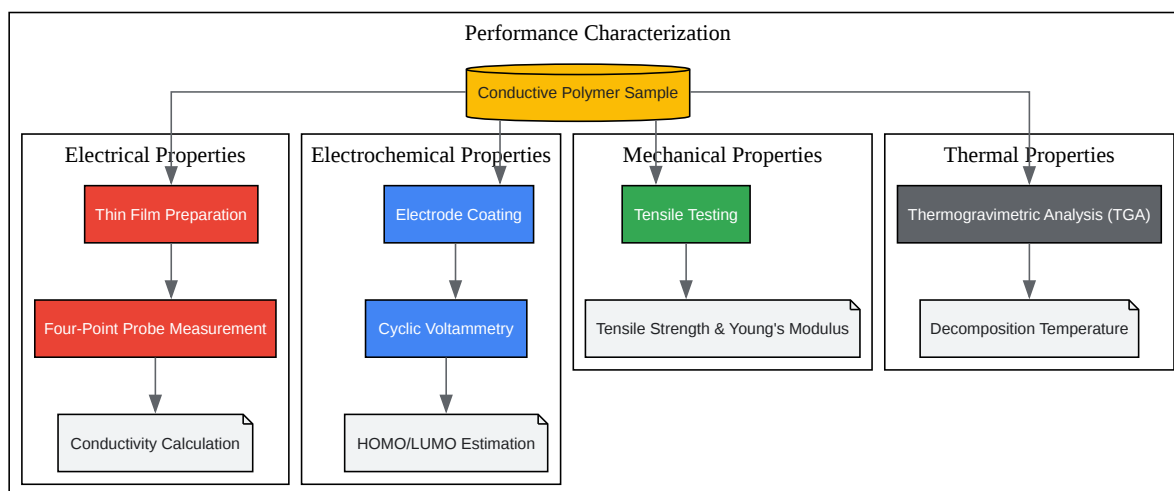 Performance Characterization
Conductive Polymer Sample
Electrical Properties
Thin Film Preparation
Four-Point Probe Measurement
Conductivity Calculation
Electrochemical Properties
Electrode Coating
Cyclic Voltammetry
HOMO/LUMO Estimation
Mechanical Properties
Tensile Testing
Tensile Strength & Young's Modulus
Thermal Properties
Thermogravimetric Analysis (TGA)
Decomposition Temperature